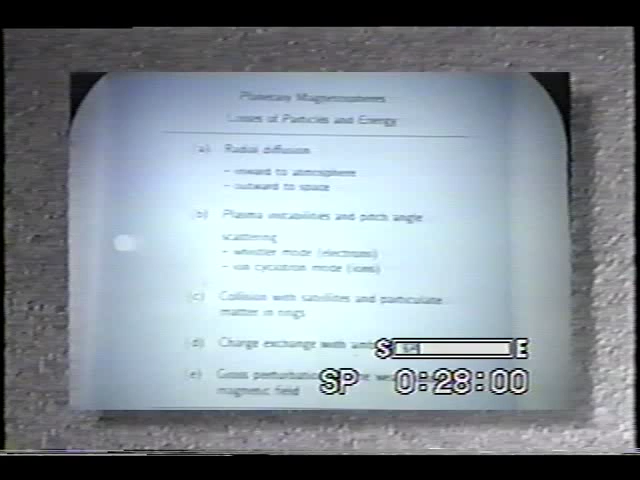 Planetary Magnetospheres
Losses of Particles and Energy
(a) Radial diffusion
- inward to atmosphere
- outward to space
(b) Plasma instabilities and pitch angle
scattering
- whistler mode (electrons)
- ion cyclotron mode (ions)
(c) Collision with satellites and particulate
matter in rings
(d) Charge exchange with
S E
(e) Gross
SP 0:28:00
magnetic field